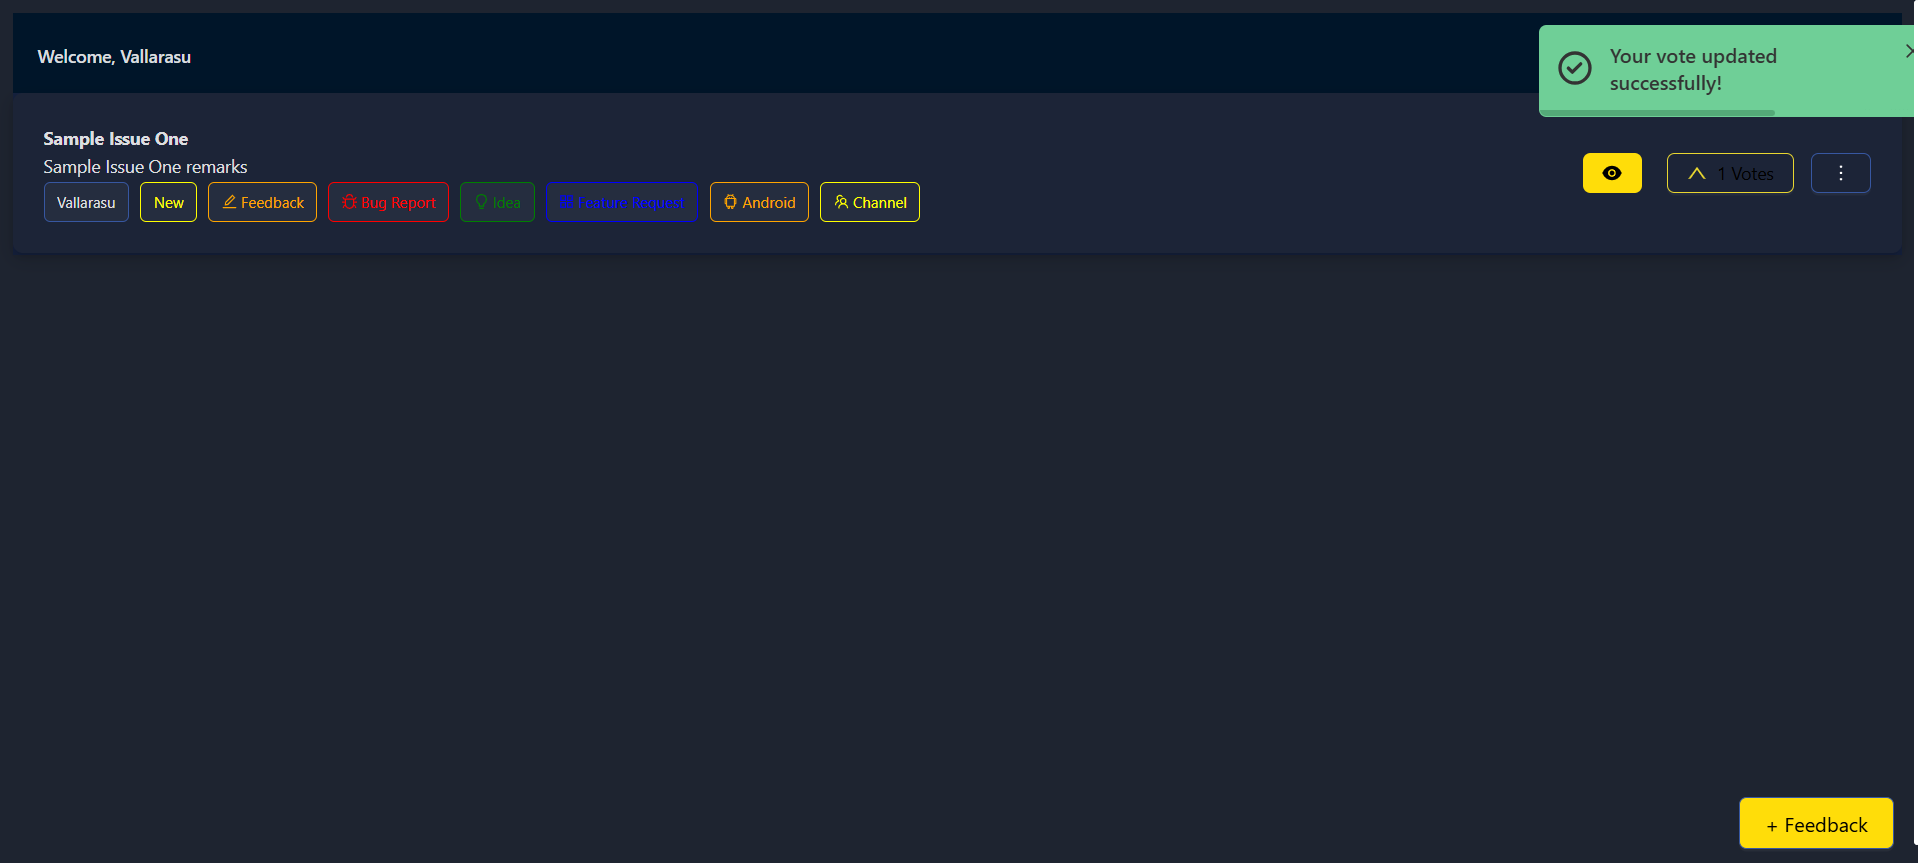 Welcome, Vallarasu
Your vote updated
successfully!
Sample Issue One
Sample Issue One remarks
Vallarasu
New
Feedback
Bug Report
Idea
Feature Request
Android
Channel
1 Votes
+ Feedback